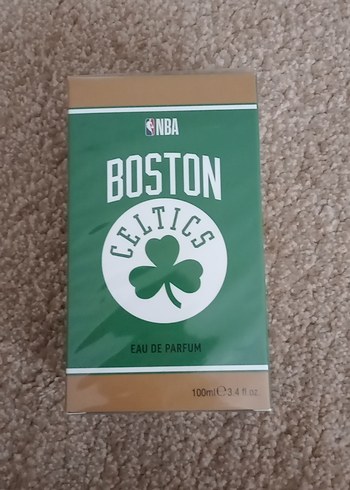 NBA
BOSTON
CELTICS
EAU DE PARFUM
100ml ℮ 3.4 fl oz